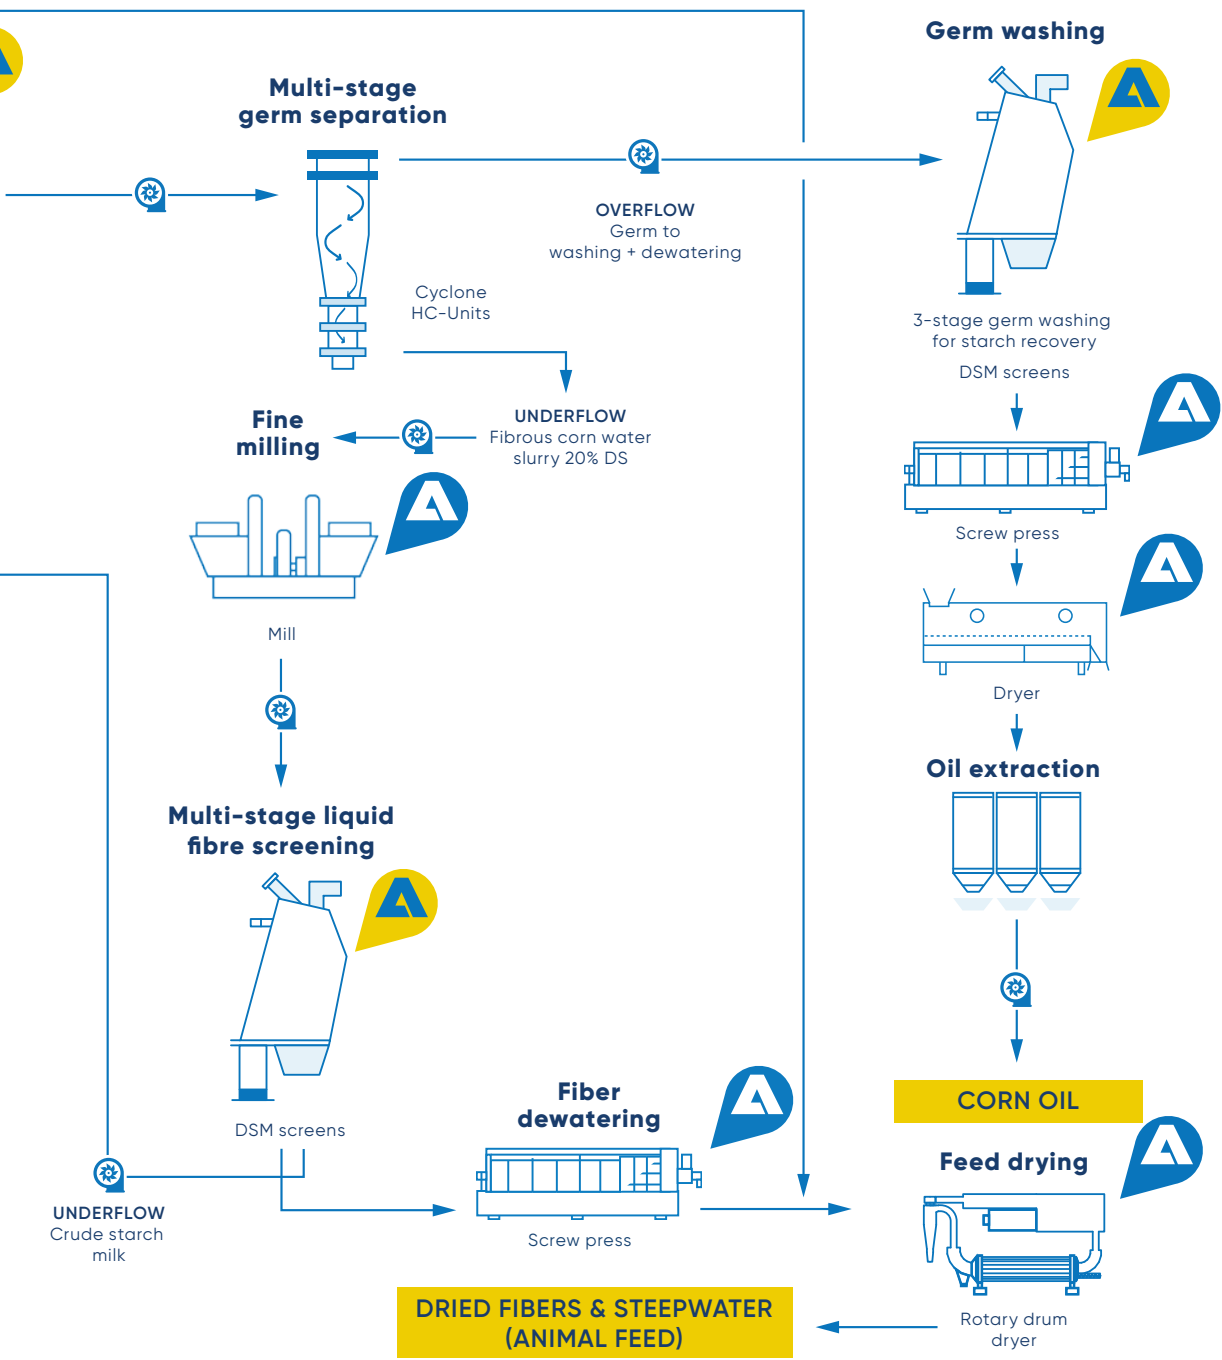 Germ washing
Multi-stage
germ separation
OVERFLOW
Germ to
washing + dewatering
Cyclone
HC-Units
3-stage germ washing
for starch recovery
DSM screens
UNDERFLOW
Fibrous corn water
slurry 20% DS
Fine
milling
Screw press
Mill
Dryer
Oil extraction
Multi-stage liquid
fibre screening
CORN OIL
Fiber
dewatering
DSM screens
Feed drying
UNDERFLOW
Crude starch
milk
Screw press
DRIED FIBERS & STEEPWATER
(ANIMAL FEED)
Rotary drum
dryer